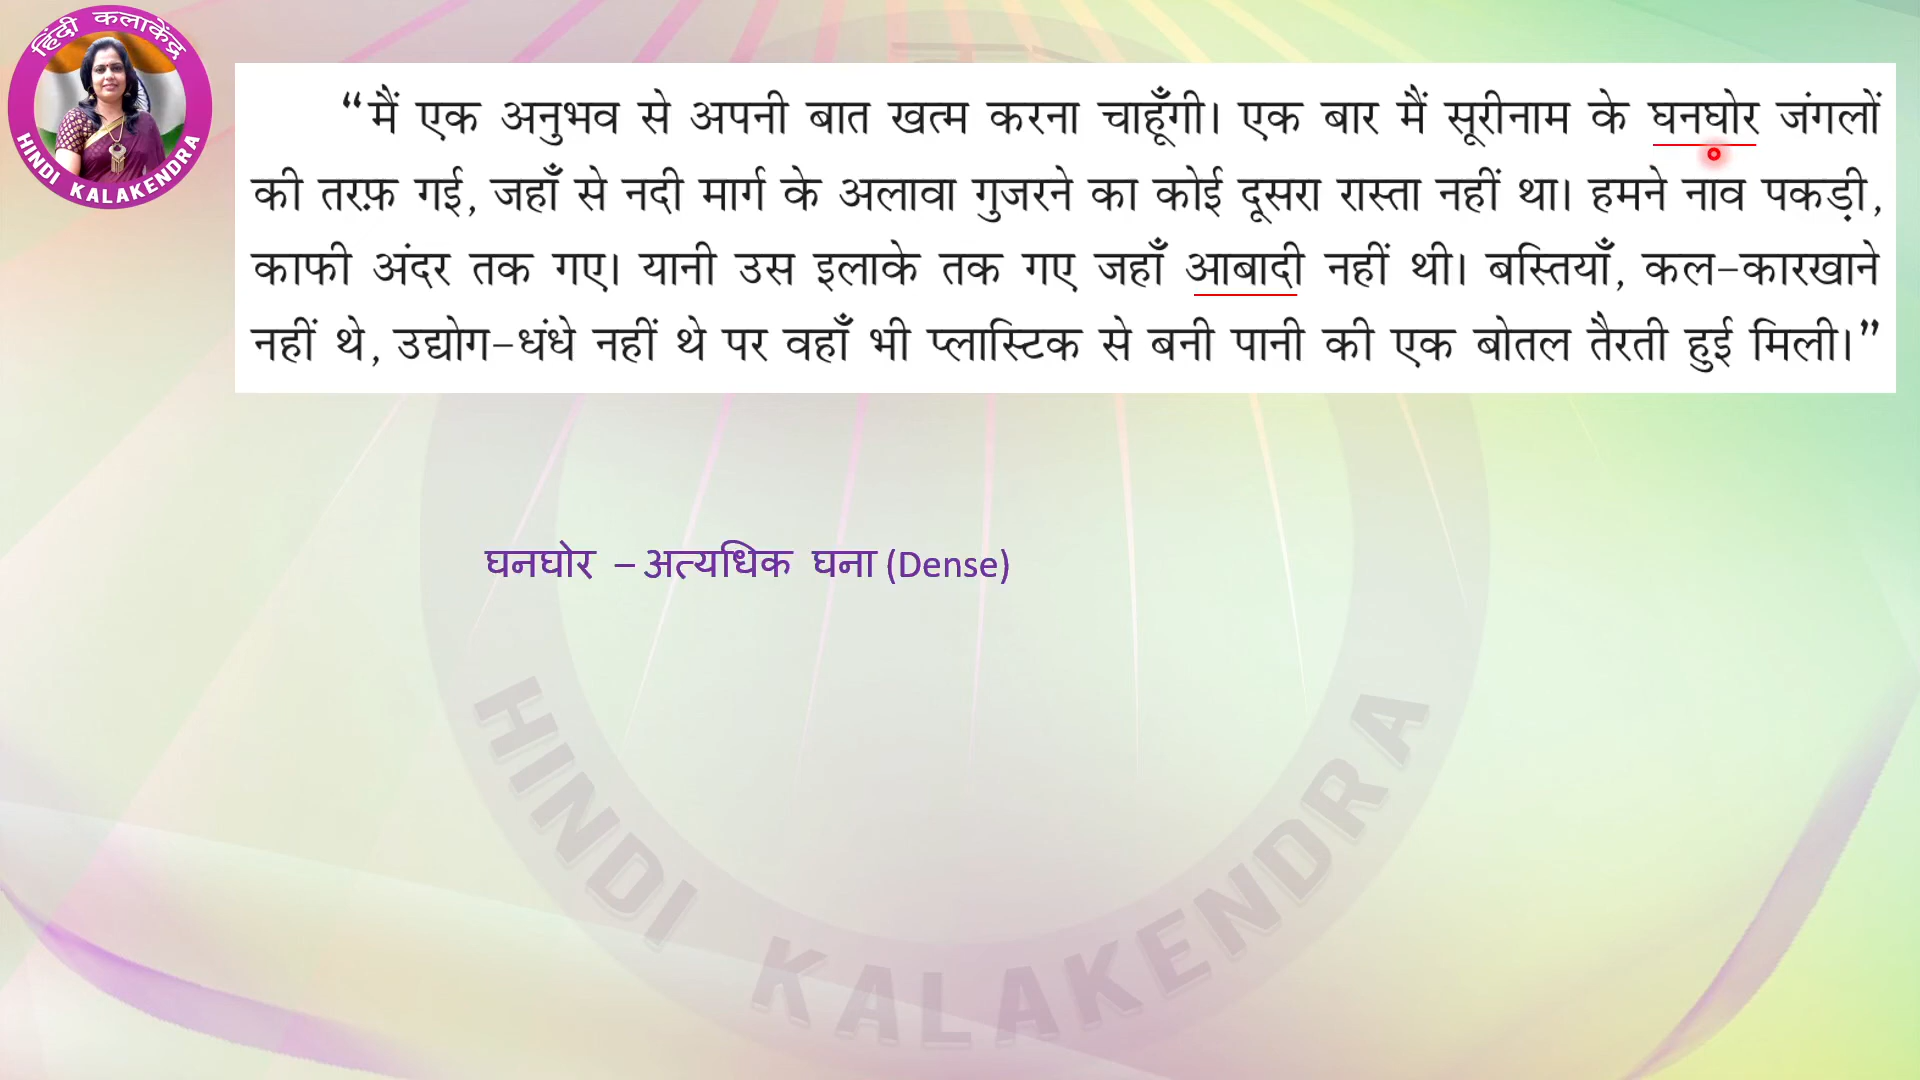 हिंदी कलाकेंद्र
HINDI KALAKENDRA
“मैं एक अनुभव से अपनी बात खत्म करना चाहूँगी। एक बार मैं सूरीनाम के घनघोर जंगलों
की तरफ़ गई, जहाँ से नदी मार्ग के अलावा गुजरने का कोई दूसरा रास्ता नहीं था। हमने नाव पकड़ी,
काफी अंदर तक गए। यानी उस इलाके तक गए जहाँ आबादी नहीं थी। बस्तियाँ, कल-कारखाने
नहीं थे, उद्योग-धंधे नहीं थे पर वहाँ भी प्लास्टिक से बनी पानी की एक बोतल तैरती हुई मिली।”
घनघोर – अत्यधिक घना (Dense)
HINDI KALAKENDRA